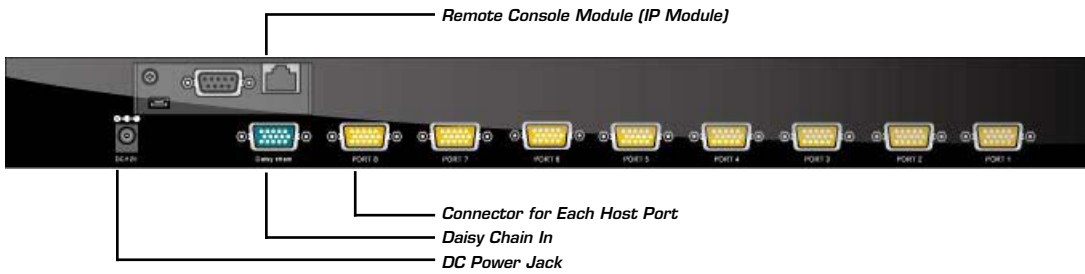 Remote Console Module (IP Module)
DC+12V
Daisy chain
PORT 8
PORT 7
PORT 6
PORT 5
PORT 4
PORT 3
PORT 2
PORT 1
Connector for Each Host Port
Daisy Chain In
DC Power Jack